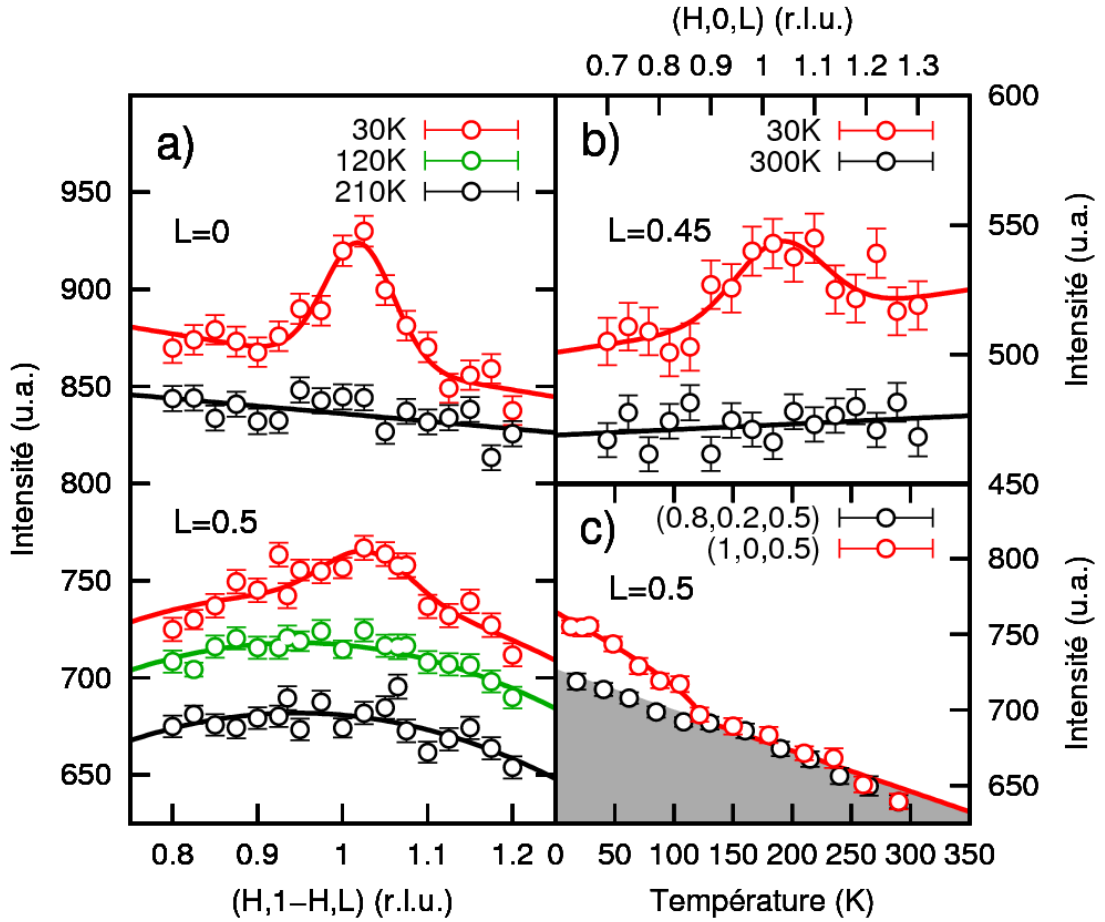 (H,0,L) (r.l.u.)
0.7 0.8 0.9 1 1.1 1.2 1.3
a)
30K
120K
210K
L=0
L=0.5
950
900
850
800
750
700
650
Intensité (u.a.)
0.8 0.9 1 1.1 1.2
(H,1−H,L) (r.l.u.)
b)
30K
300K
L=0.45
600
550
500
450
Intensité (u.a.)
c)
(0.8,0.2,0.5)
(1,0,0.5)
L=0.5
800
750
700
650
Intensité (u.a.)
0 50 100 150 200 250 300 350
Température (K)